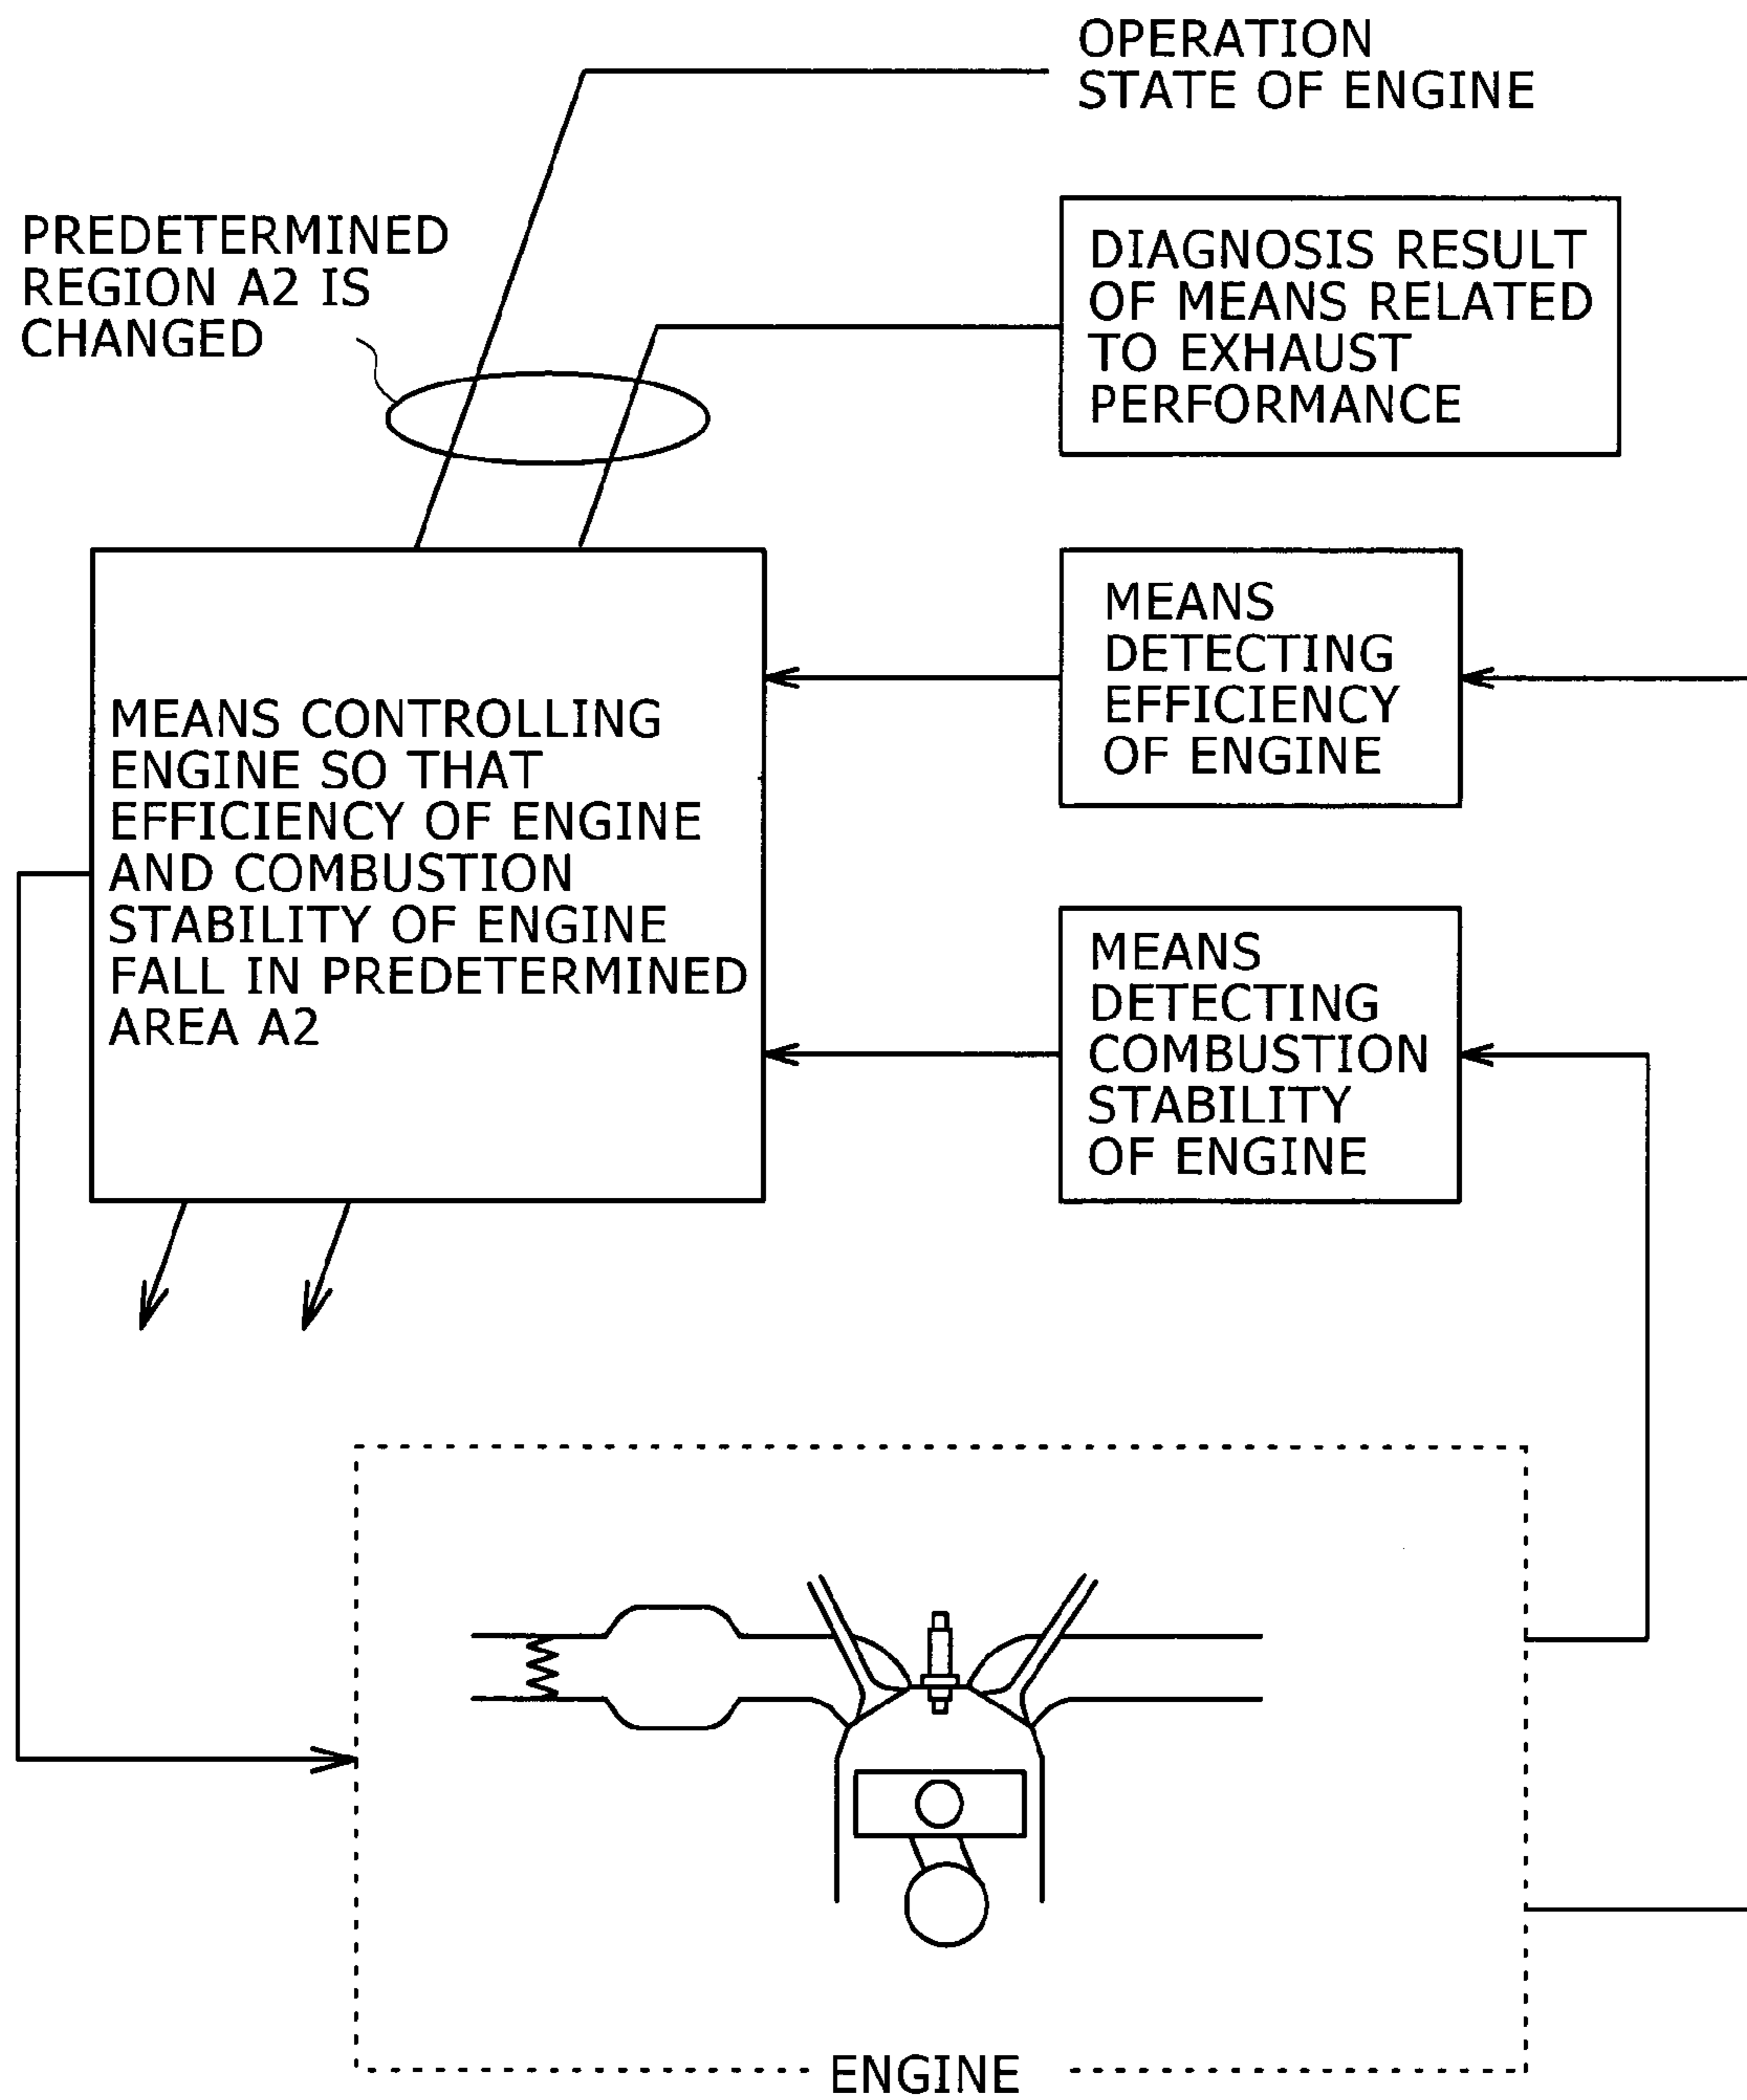 OPERATION
STATE OF ENGINE
PREDETERMINED
REGION A2 IS
CHANGED
DIAGNOSIS RESULT
OF MEANS RELATED
TO EXHAUST
PERFORMANCE
MEANS CONTROLLING
ENGINE SO THAT
EFFICIENCY OF ENGINE
AND COMBUSTION
STABILITY OF ENGINE
FALL IN PREDETERMINED
AREA A2
MEANS
DETECTING
EFFICIENCY
OF ENGINE
MEANS
DETECTING
COMBUSTION
STABILITY
OF ENGINE
ENGINE